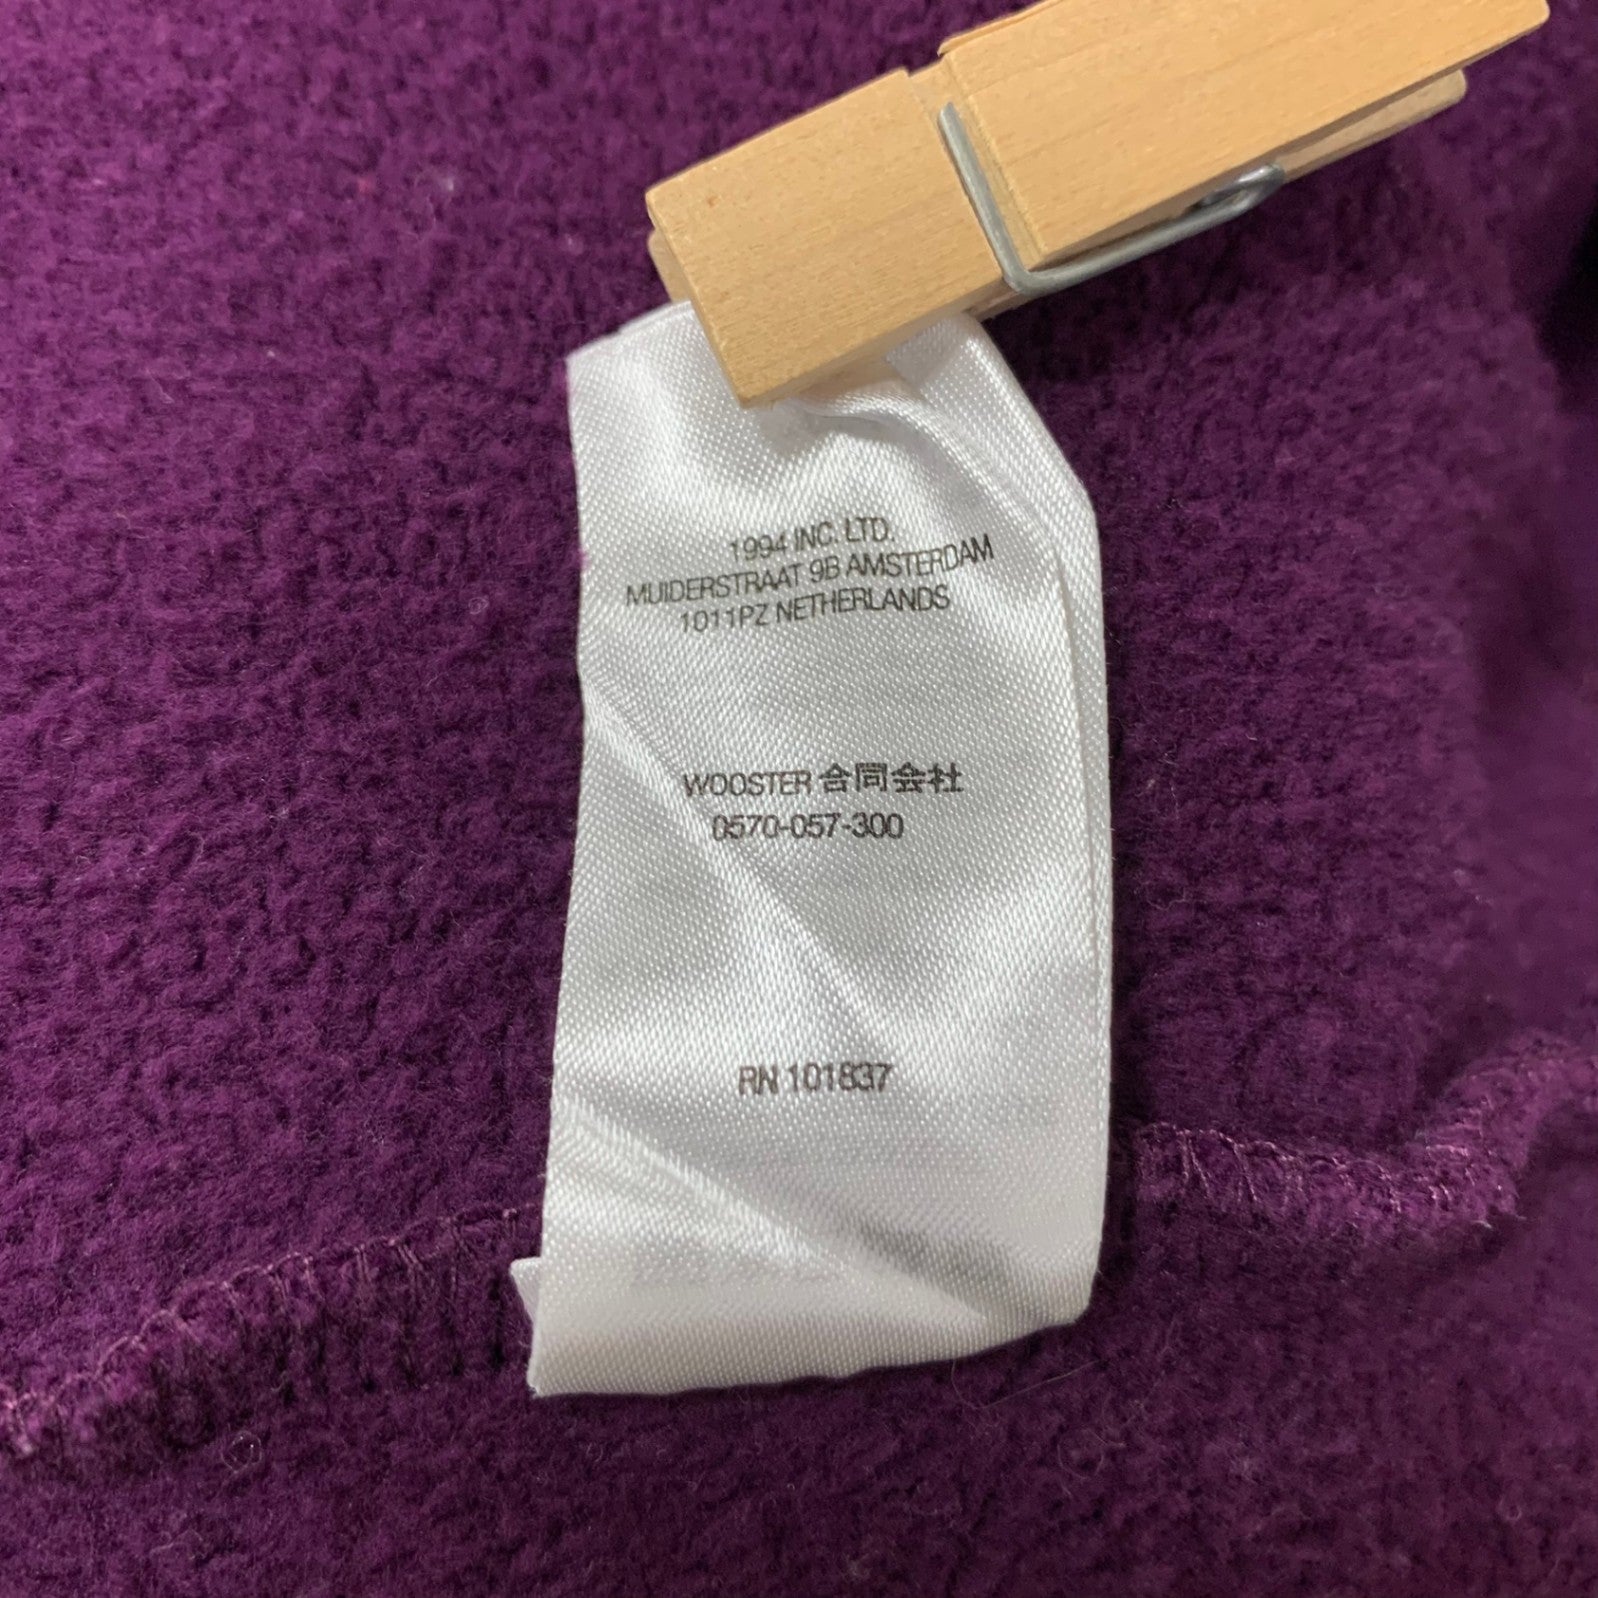 1994 INC. LTD.
MUIDERSTRAAT 9B AMSTERDAM
1011PZ NETHERLANDS
WOOSTER 合同会社
0570-057-300
RN 101837